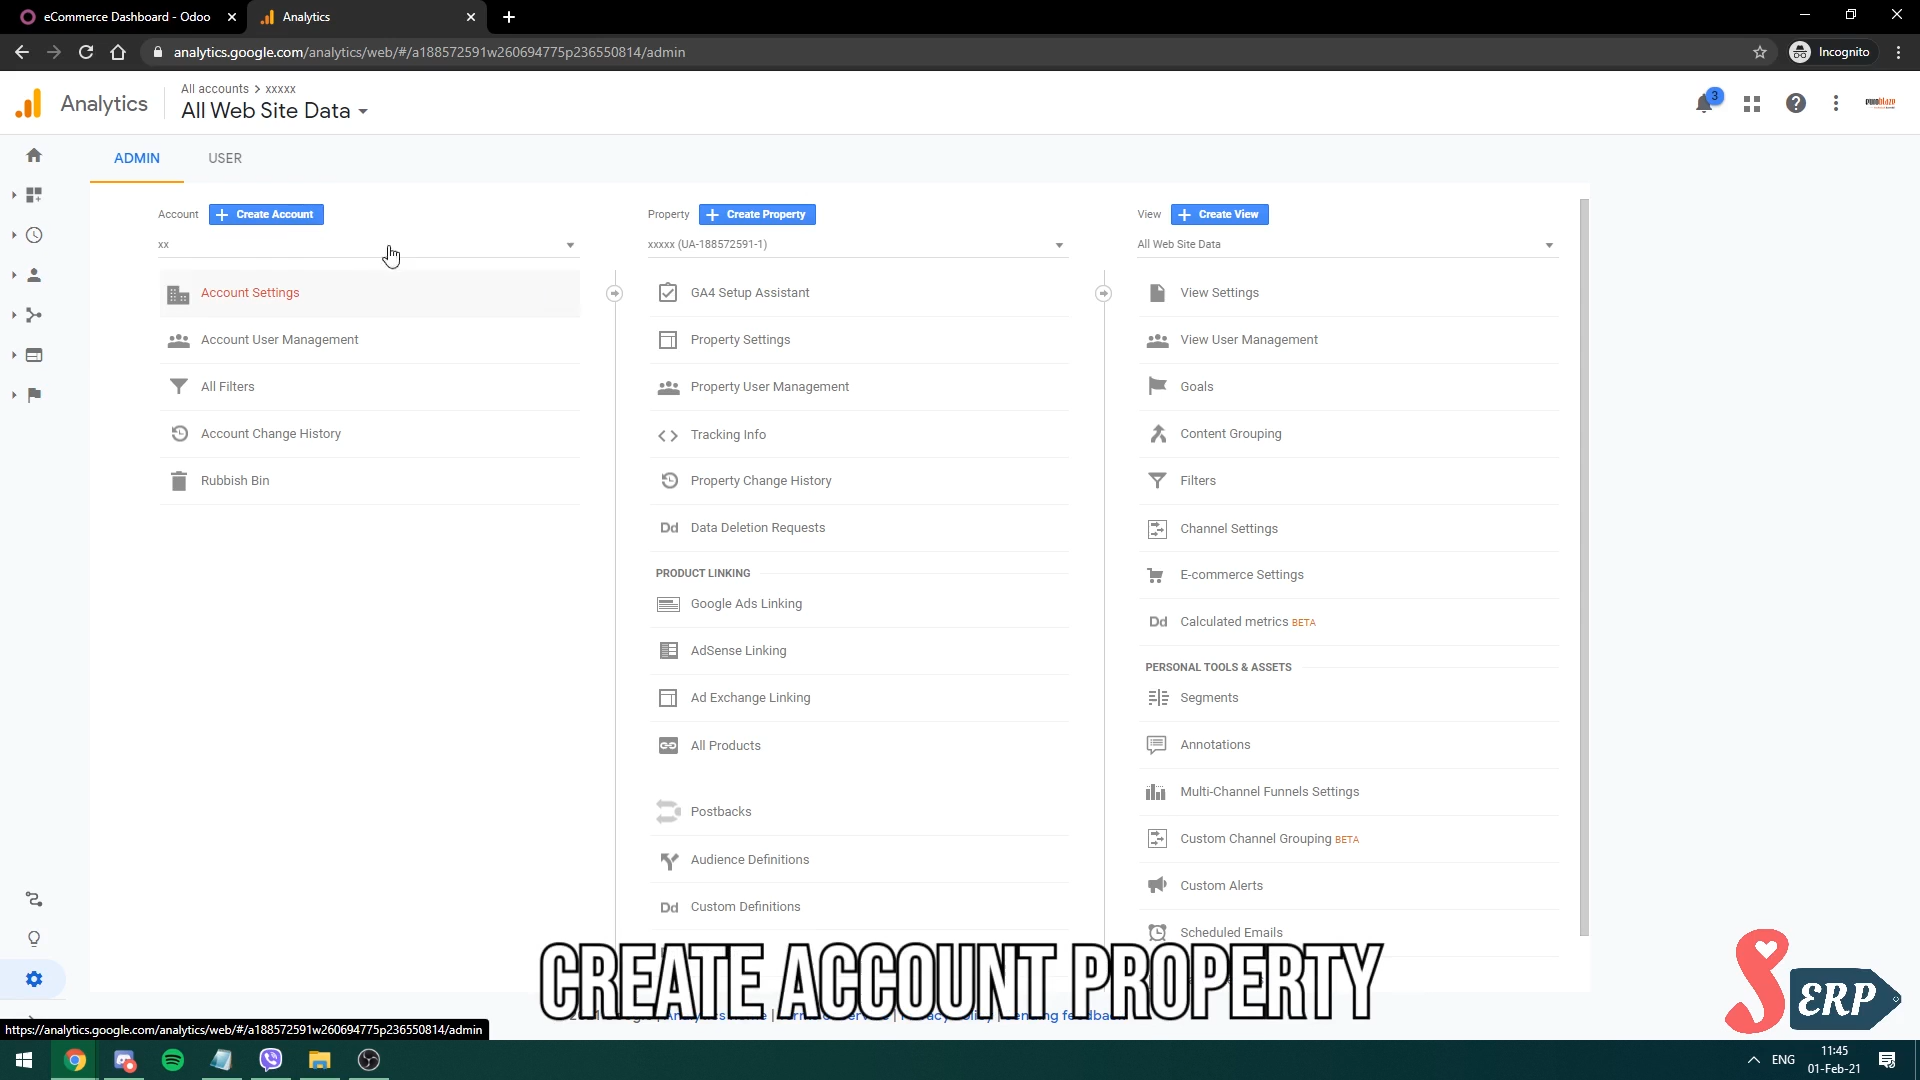 eCommerce Dashboard - Odoo
Analytics
analytics.google.com/analytics/web/#/a188572591w260694775p236550814/admin
Incognito
Analytics
All accounts > xxxxx
All Web Site Data
3
ADMIN
USER
Account
Create Account
xx
Account Settings
Account User Management
All Filters
Account Change History
Rubbish Bin
Property
Create Property
xxxxx (UA-188572591-1)
GA4 Setup Assistant
Property Settings
Property User Management
Tracking Info
Property Change History
Dd Data Deletion Requests
PRODUCT LINKING
Google Ads Linking
AdSense Linking
Ad Exchange Linking
All Products
Postbacks
Audience Definitions
Dd Custom Definitions
View
Create View
All Web Site Data
View Settings
View User Management
Goals
Content Grouping
Filters
Channel Settings
E-commerce Settings
Dd Calculated metrics BETA
PERSONAL TOOLS & ASSETS
Segments
Annotations
Multi-Channel Funnels Settings
Custom Channel Grouping BETA
Custom Alerts
Scheduled Emails
CREATE ACCOUNT PROPERTY
SERP
https://analytics.google.com/analytics/web/#/a188572591w260694775p236550814/admin
ENG
11:45
01-Feb-21